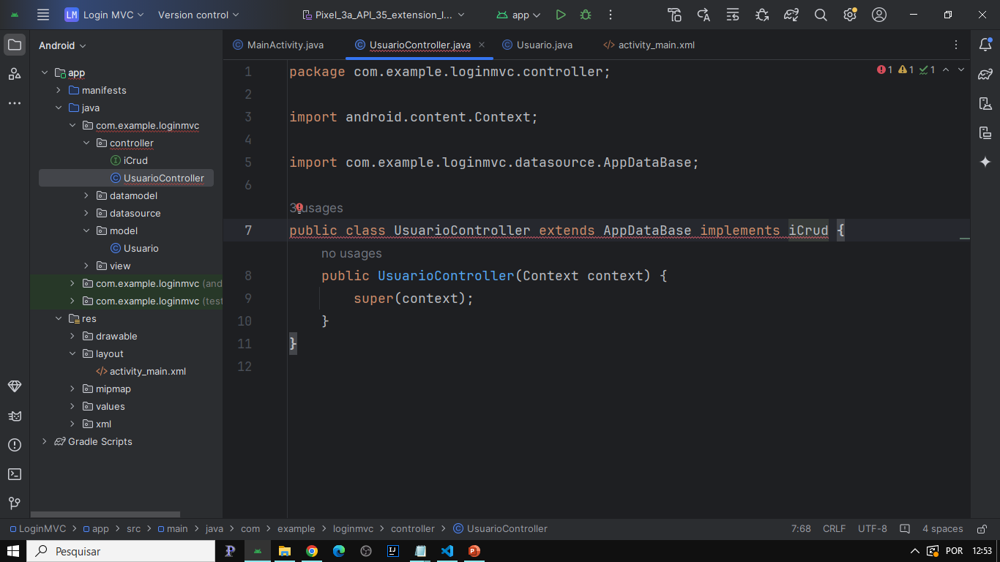 LM Login MVC Version control Pixel_3a_API_35_extension_l... app
Android
MainActivity.java UsuarioController.java Usuario.java </> activity_main.xml
app
manifests
java
com.example.loginmvc
controller
iCrud
UsuarioController
datamodel
datasource
model
Usuario
view
com.example.loginmvc (and
com.example.loginmvc (test
res
drawable
layout
</> activity_main.xml
mipmap
values
xml
Gradle Scripts
1 1 1
1 package com.example.loginmvc.controller;
2
3 import android.content.Context;
4
5 import com.example.loginmvc.datasource.AppDataBase;
6
3 usages
7 public class UsuarioController extends AppDataBase implements iCrud {
no usages
8 public UsuarioController(Context context) {
9 super(context);
10 }
11 }
12
LoginMVC > app > src > main > java > com > example > loginmvc > controller > UsuarioController
7:68 CRLF UTF-8 4 spaces
Pesquisar
POR 12:53